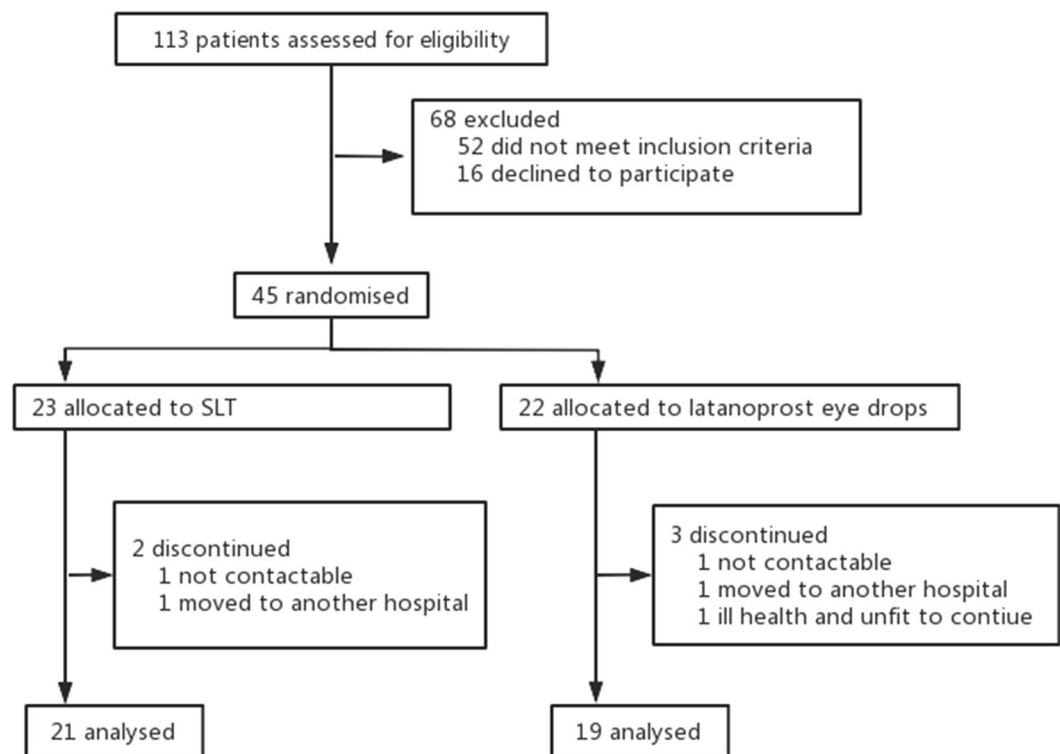 113 patients assessed for eligibility
68 excluded
52 did not meet inclusion criteria
16 declined to participate
45 randomised
23 allocated to SLT
22 allocated to latanoprost eye drops
2 discontinued
1 not contactable
1 moved to another hospital
3 discontinued
1 not contactable
1 moved to another hospital
1 ill health and unfit to contiue
21 analysed
19 analysed